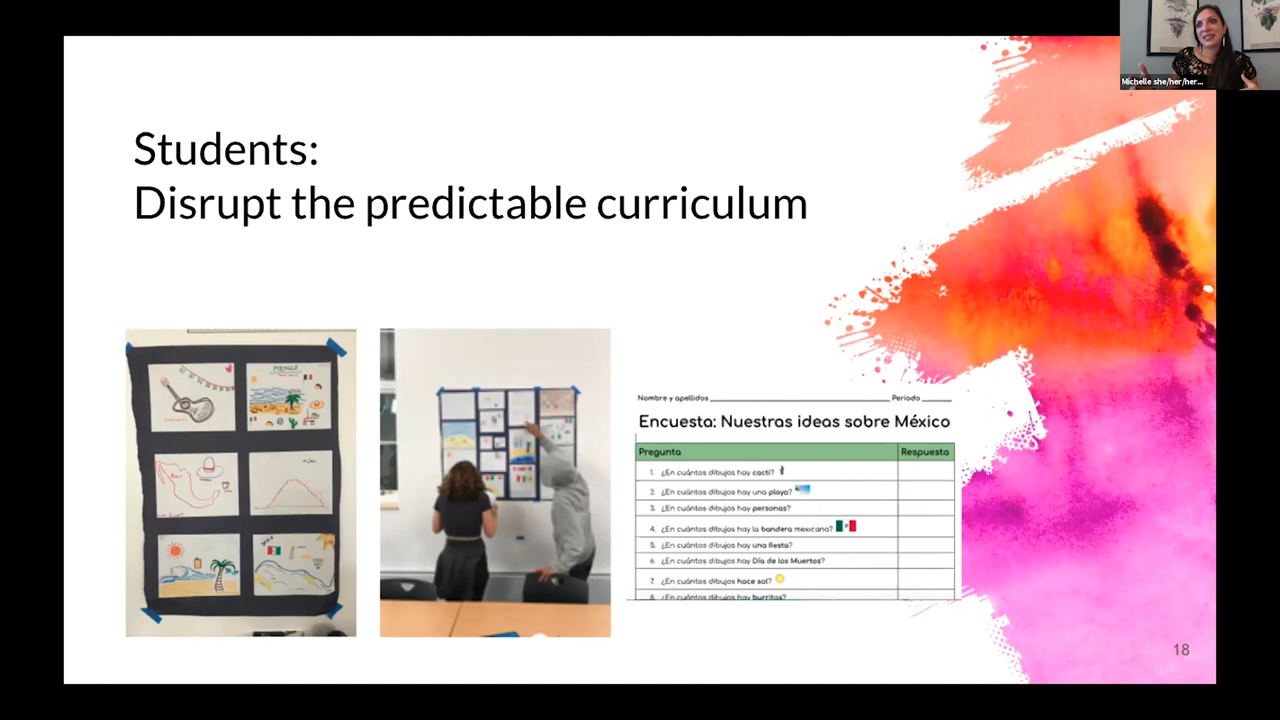 Michelle she/her/her...
Students:
Disrupt the predictable curriculum
MEXICO
Nombre y apellidos Periodo
Encuesta: Nuestras ideas sobre México
Pregunta Respuesta
1. ¿En cuántos dibujos hay cacti?
2. ¿En cuántos dibujos hay una playa?
3. ¿En cuántos dibujos hay personas?
4. ¿En cuántos dibujos hay la bandera mexicana?
5. ¿En cuántos dibujos hay una fiesta?
6. ¿En cuántos dibujos hay Día de los Muertos?
7. ¿En cuántos dibujos hace sol?
8. ¿En cuántos dibujos hay burritos?
18